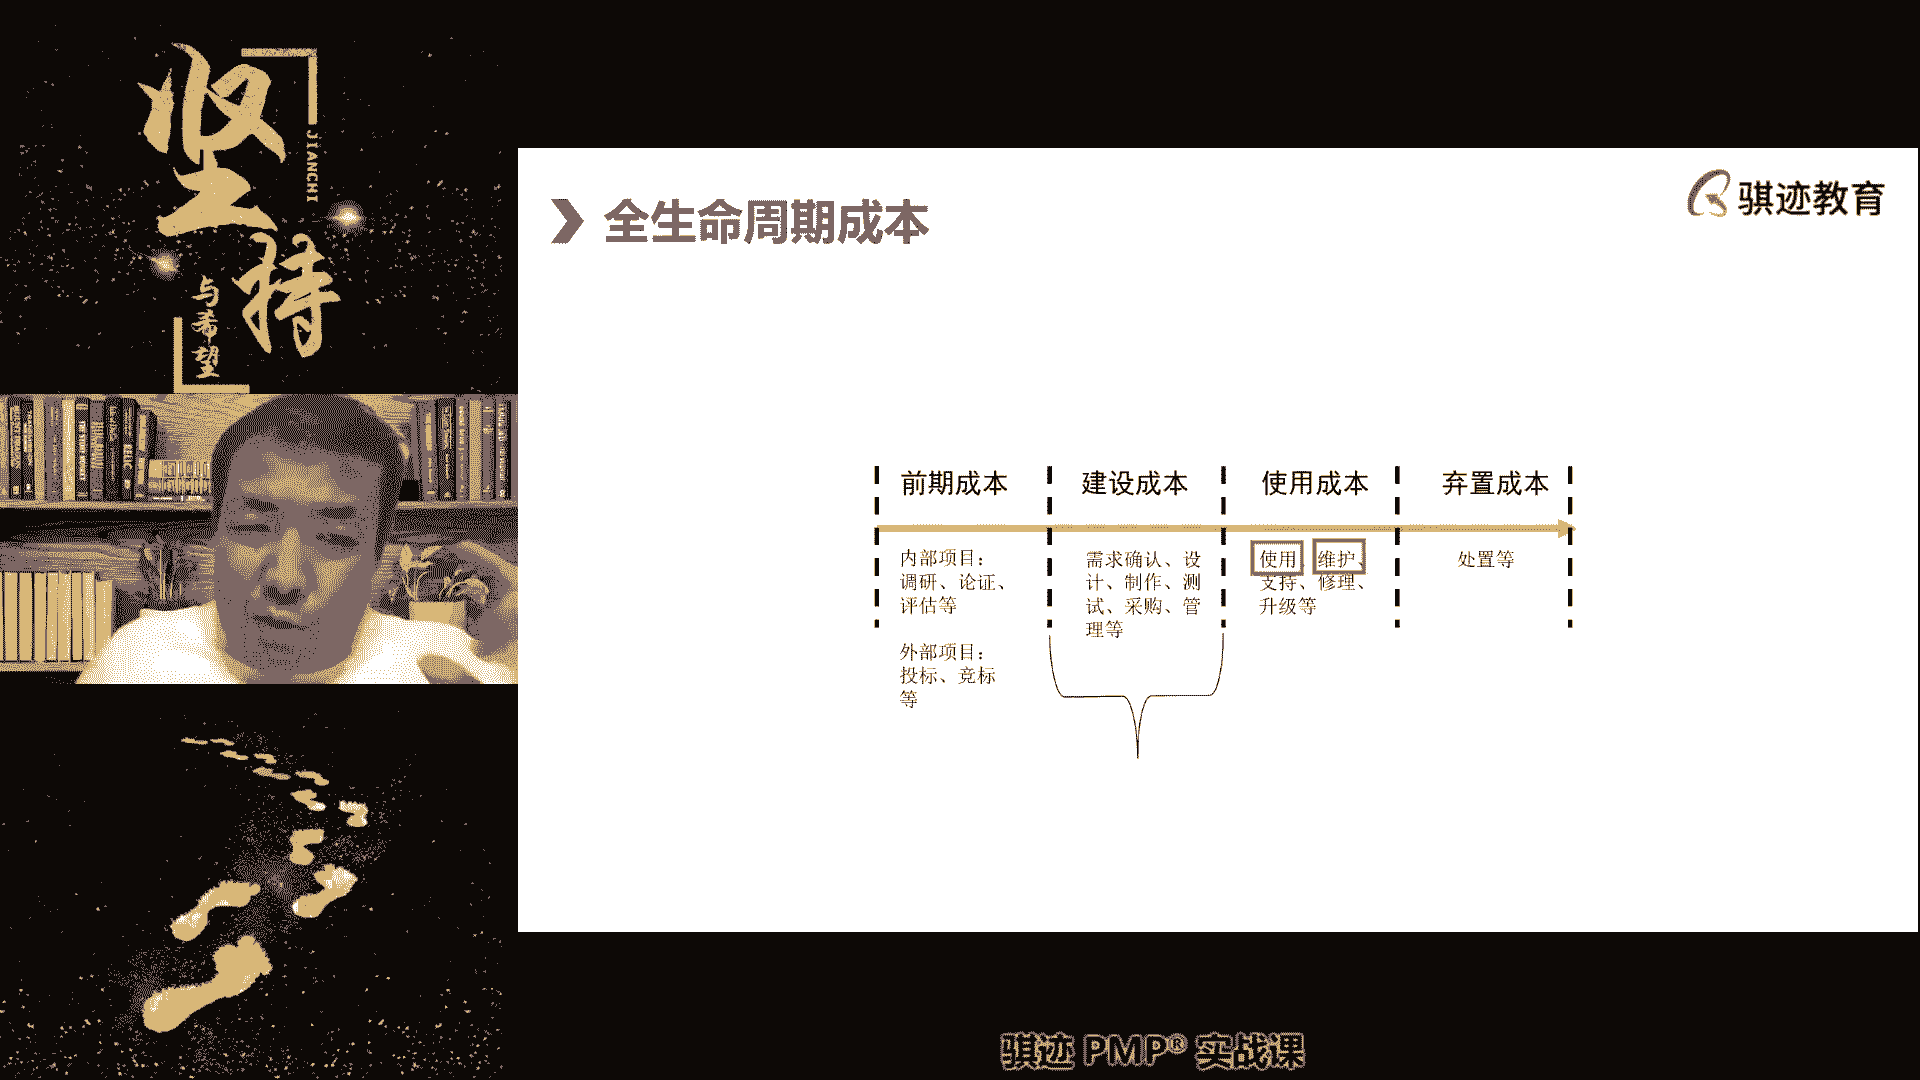 坚持
JIANCHI
与希望
全生命周期成本
骐迹教育
前期成本
建设成本
使用成本
弃置成本
内部项目：
调研、论证、
评估等
外部项目：
投标、竞标
等
需求确认、设
计、制作、测
试、采购、管
理等
使用、维护、
支持、修理、
升级等
处置等
骐迹 PMP® 实战课